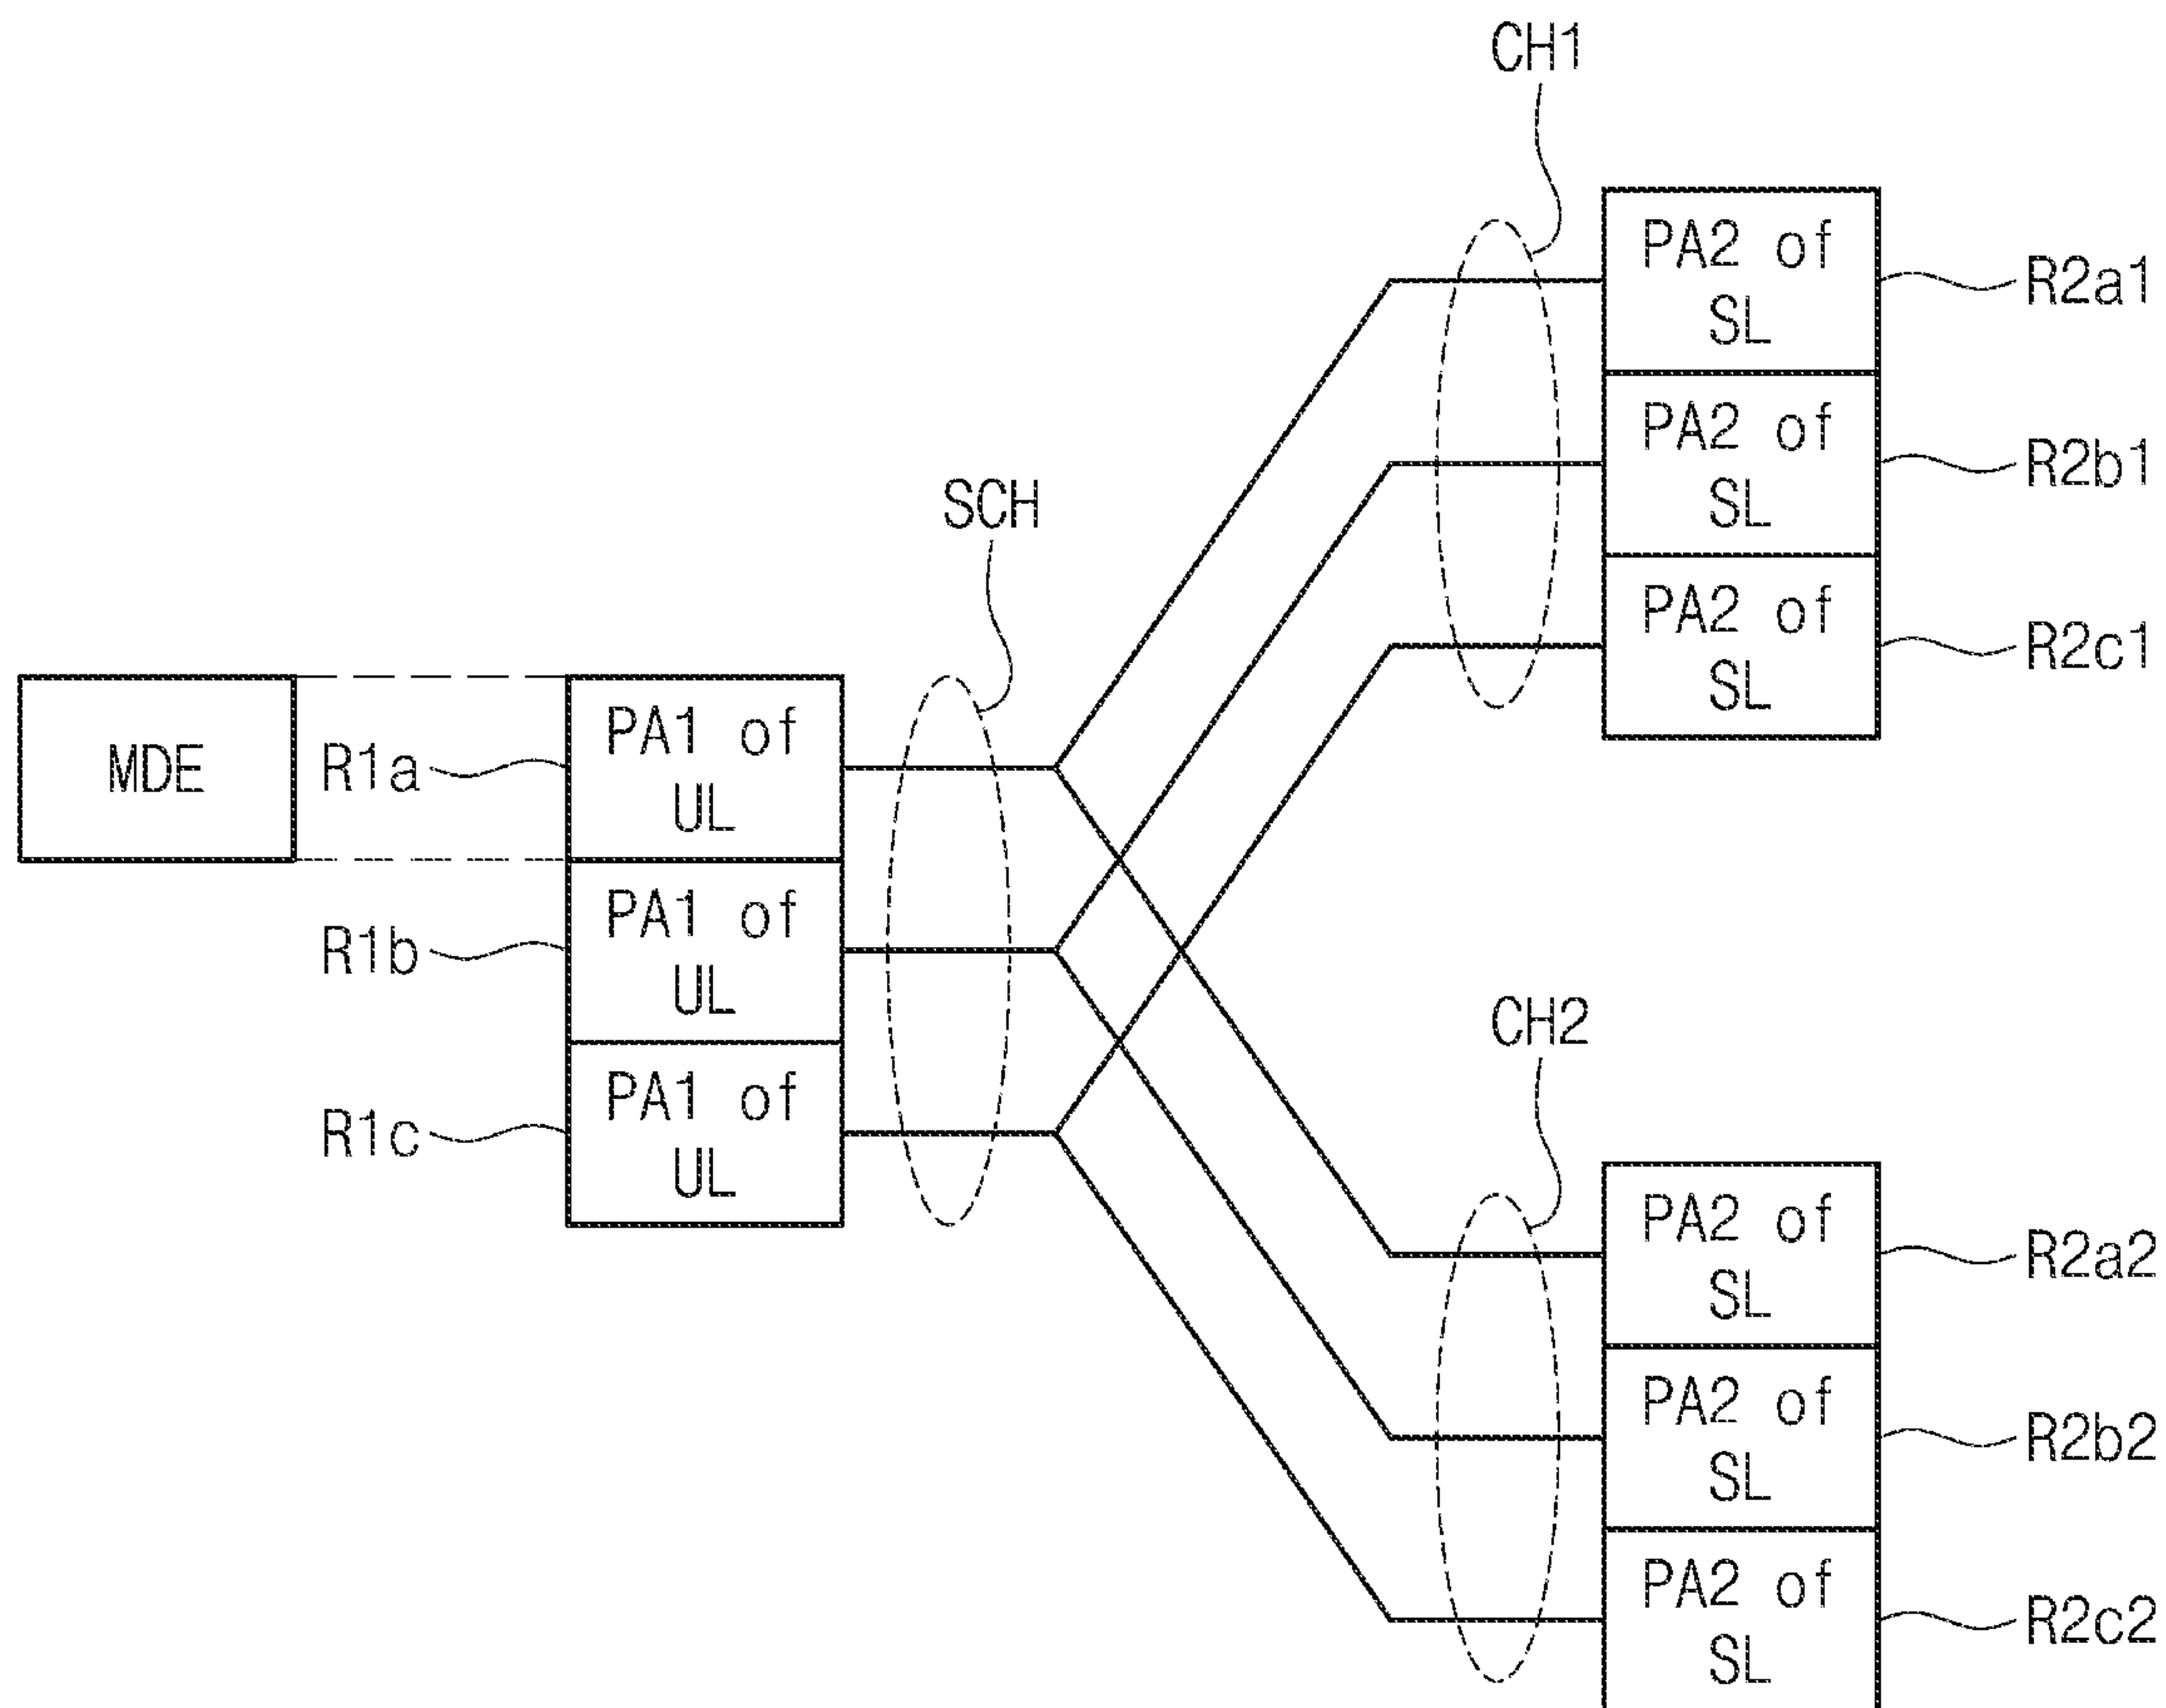 CH1
PA2 of
SL
R2a1
PA2 of
SL
R2b1
SCH
PA2 of
SL
R2c1
MDE
R1a
PA1 of
UL
R1b
PA1 of
UL
CH2
R1c
PA1 of
UL
PA2 of
SL
R2a2
PA2 of
SL
R2b2
PA2 of
SL
R2c2